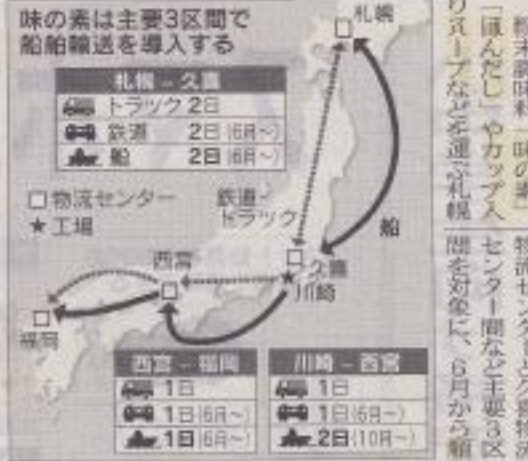 味の素は主要3区間で
船舶輸送を導入する
札幌－久喜
トラック 2日
鉄道 2日(6月～)
船 2日(6月～)
□物流センター
★工場
鉄道・
トラック
船
札幌
久喜
川崎
西宮
福岡
西宮－福岡
1日
1日(6月～)
1日(6月～)
川崎－西宮
1日
1日(6月～)
2日(10月～)
「ほんだし」やカップ入
りスープなどを運ぶ札幌
センター間など主要3区
間を対象に、6月から順